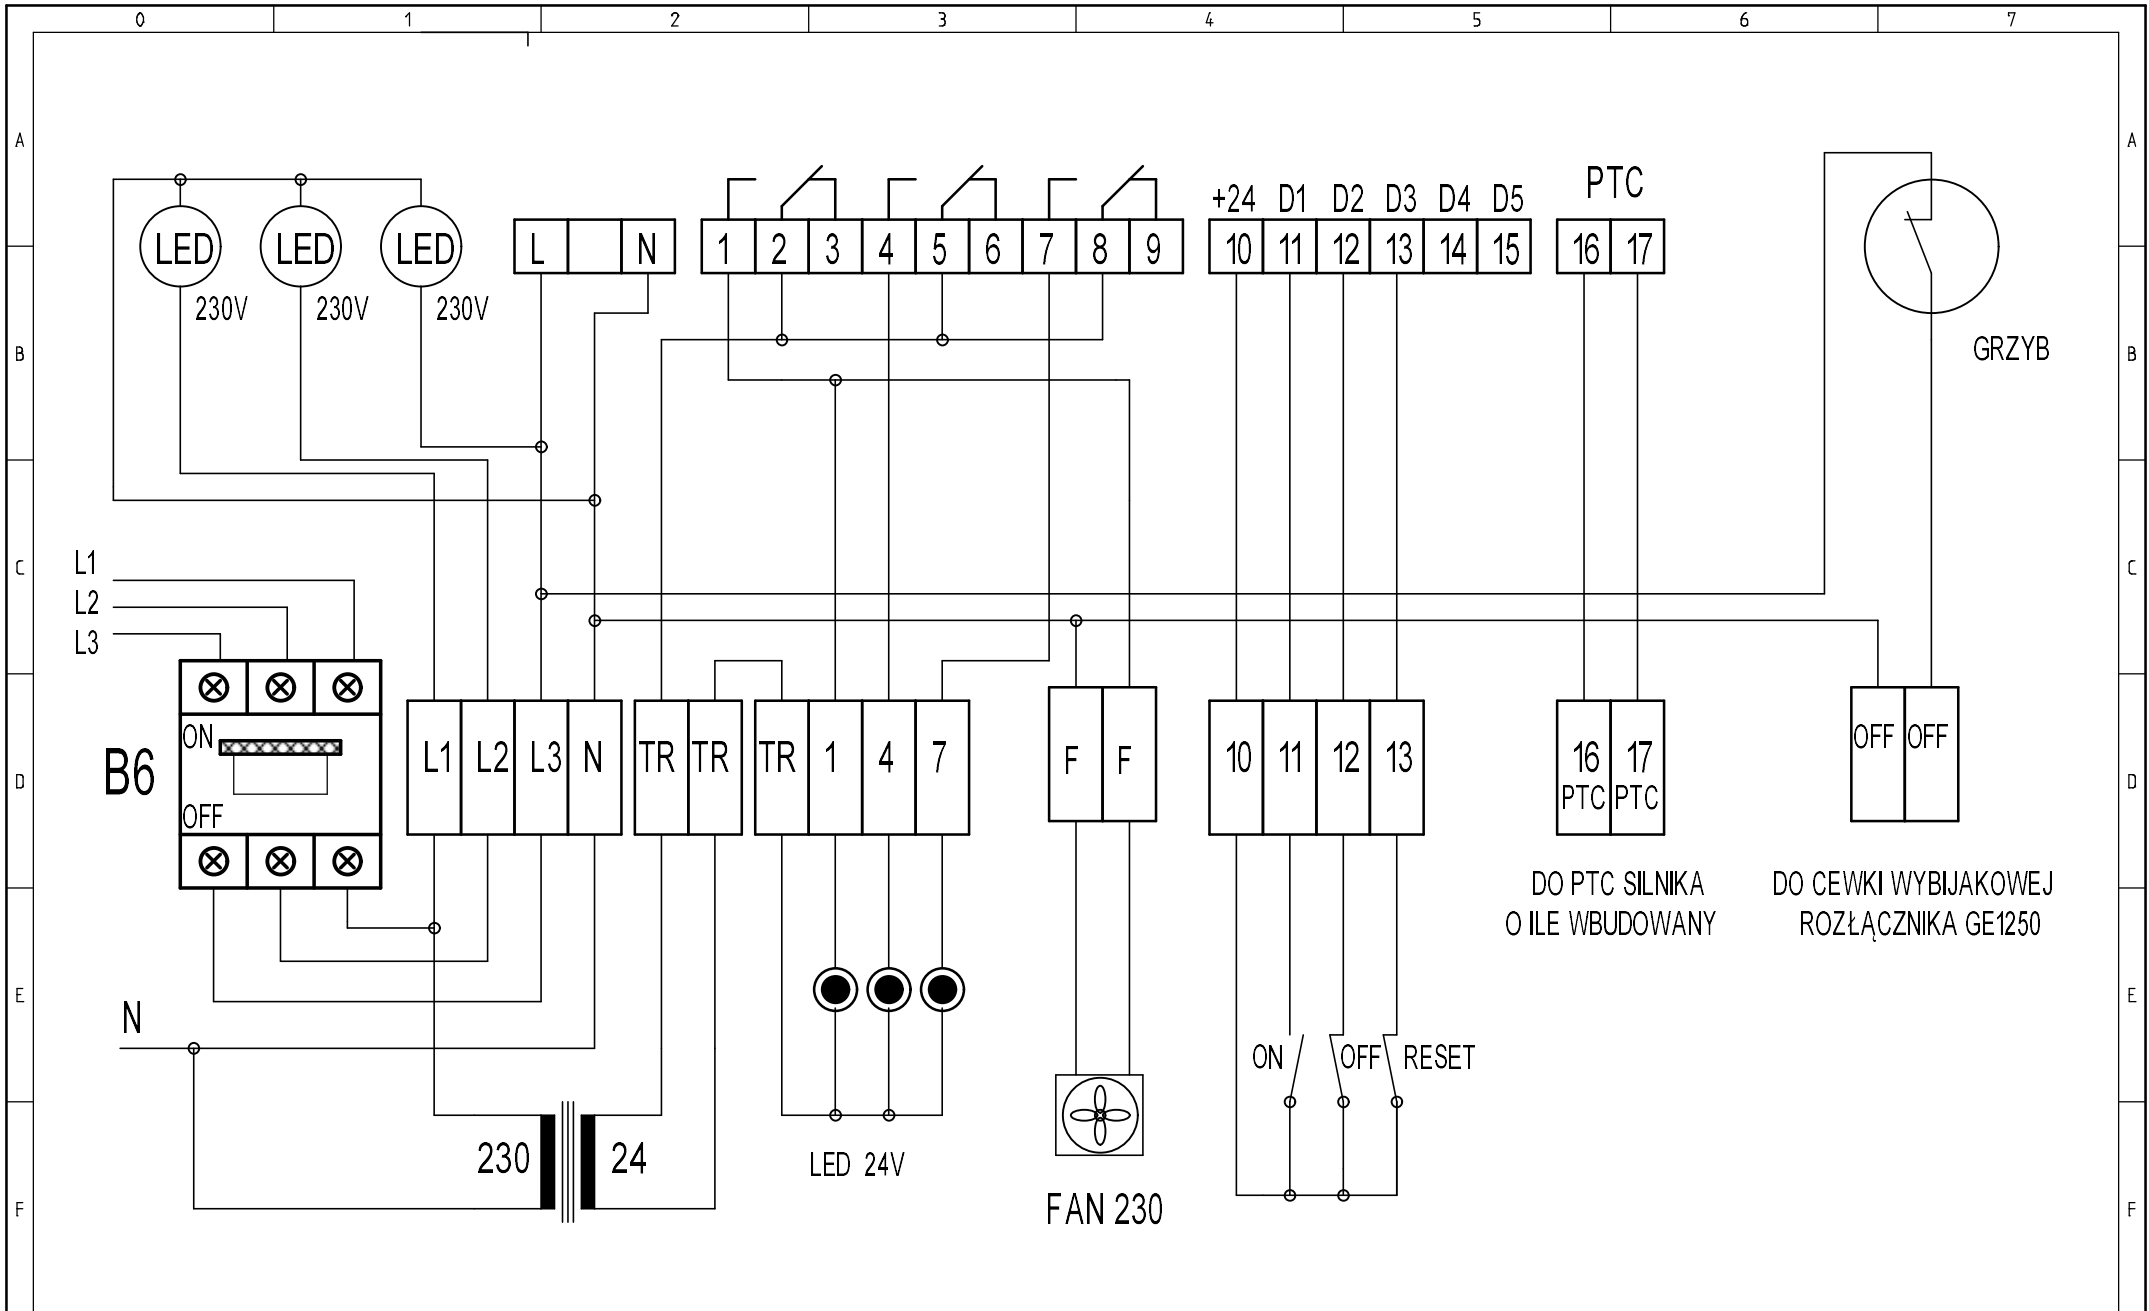 0 1 2 3 4 5 6 7
A A
+24 D1 D2 D3 D4 D5 PTC
LED LED LED L N 1 2 3 4 5 6 7 8 9 10 11 12 13 14 15 16 17
230V 230V 230V
GRZYB
B B
L1
C C
L2
L3
ON
B6 L1 L2 L3 N TR TR TR 1 4 7 F F 10 11 12 13 16 17 OFF OFF
PTC PTC
D D
OFF
DO PTC SILNIKA
O ILE WBUDOWANY
DO CEWKI WYBIJAKOWEJ
ROZŁĄCZNIKA GE1250
E E
N
ON OFF RESET
230 24 LED 24V
FAN 230
F F